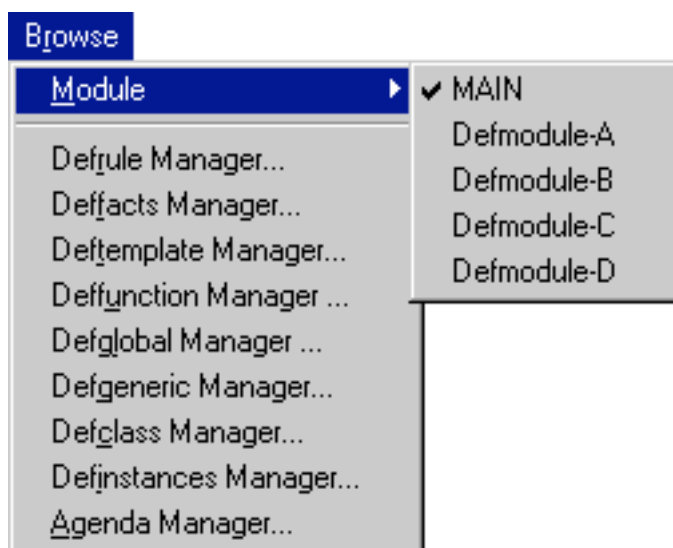 Browse
Module
MAIN
Defmodule-A
Defmodule-B
Defmodule-C
Defmodule-D
Defrule Manager...
Deffacts Manager...
Deftemplate Manager...
Deffunction Manager ...
Defglobal Manager ...
Defgeneric Manager...
Defclass Manager...
Definstances Manager...
Agenda Manager...